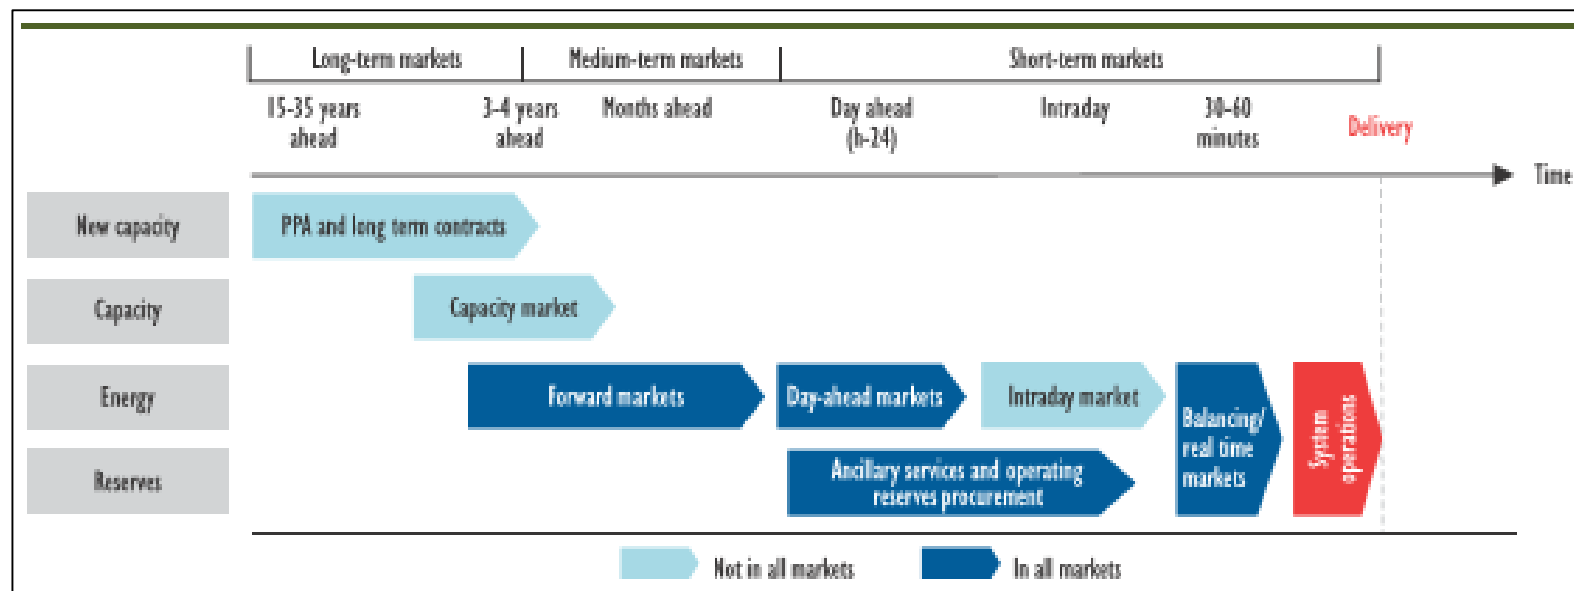 Long-term markets
Medium-term markets
Short-term markets
15-35 years
ahead
3-4 years
ahead
Months ahead
Day ahead
(h-24)
Intraday
30-60
minutes
Delivery
Time
New capacity
PPA and long term contracts
Capacity
Capacity market
Energy
Forward markets
Day-ahead markets
Intraday market
Balancing/
real time
markets
System
operations
Reserves
Ancillary services and operating
reserves procurement
Not in all markets
In all markets